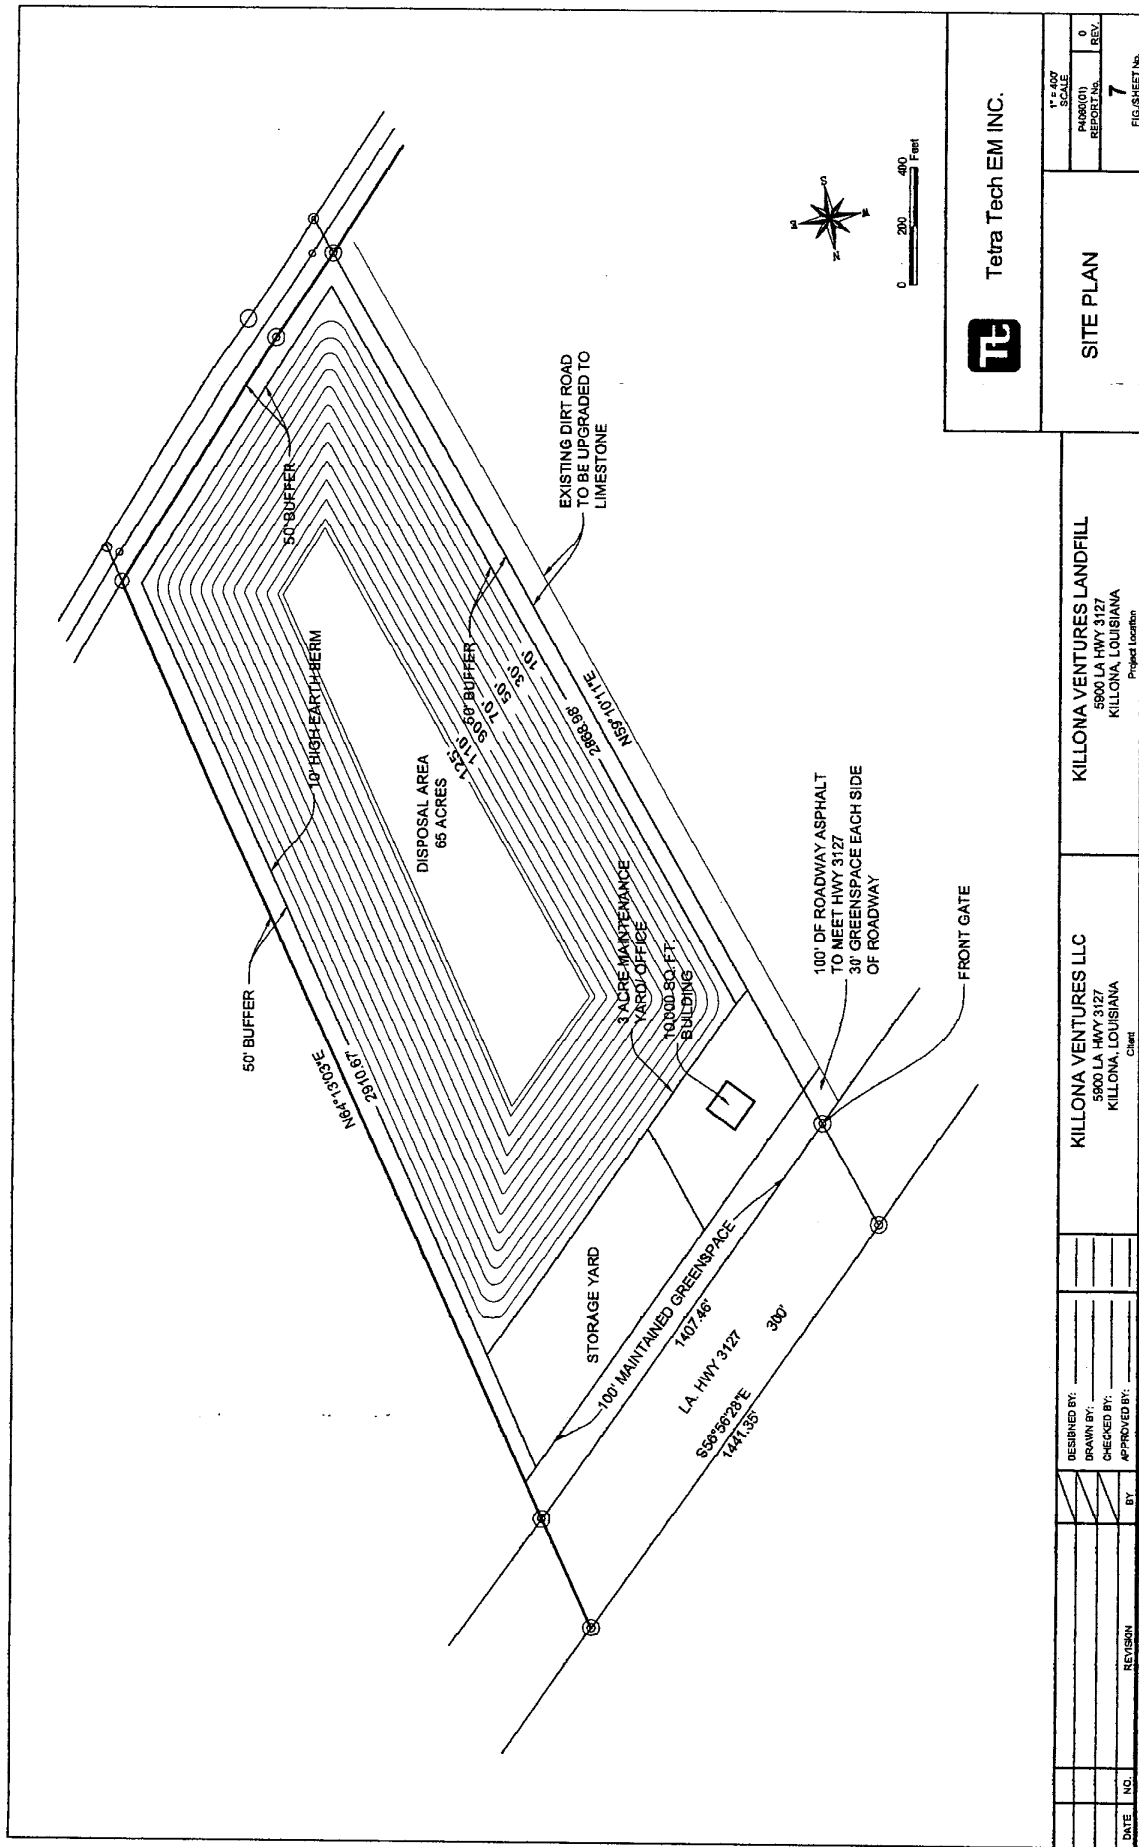 50' BUFFER
N64°13'03"E
2910.67'
10' HIGH EARTH BERM
50' BUFFER
DISPOSAL AREA
65 ACRES
125'
110'
90'
70'
50'
30'
10'
50' BUFFER
2868.98'
N59°10'11"E
EXISTING DIRT ROAD
TO BE UPGRADED TO
LIMESTONE
3 ACRE MAINTENANCE
YARD/ OFFICE
10,000 SQ. FT.
BUILDING
STORAGE YARD
100' MAINTAINED GREENSPACE
1407.46'
LA. HWY 3127
300'
S56°56'28"E
1441.35'
100' OF ROADWAY ASPHALT
TO MEET HWY 3127
30' GREENSPACE EACH SIDE
OF ROADWAY
FRONT GATE
N
S
E
W
0 200 400
Feet
DATE
NO.
REVISION
BY
DESIGNED BY:
DRAWN BY:
CHECKED BY:
APPROVED BY:
KILLONA VENTURES LLC
5900 LA HWY 3127
KILLONA, LOUISIANA
Client
KILLONA VENTURES LANDFILL
5900 LA HWY 3127
KILLONA, LOUISIANA
Project Location
Tt
Tetra Tech EM INC.
SITE PLAN
1" = 400'
SCALE
P4060(01)
REPORT No.
0
REV.
7
FIG./SHEET No.